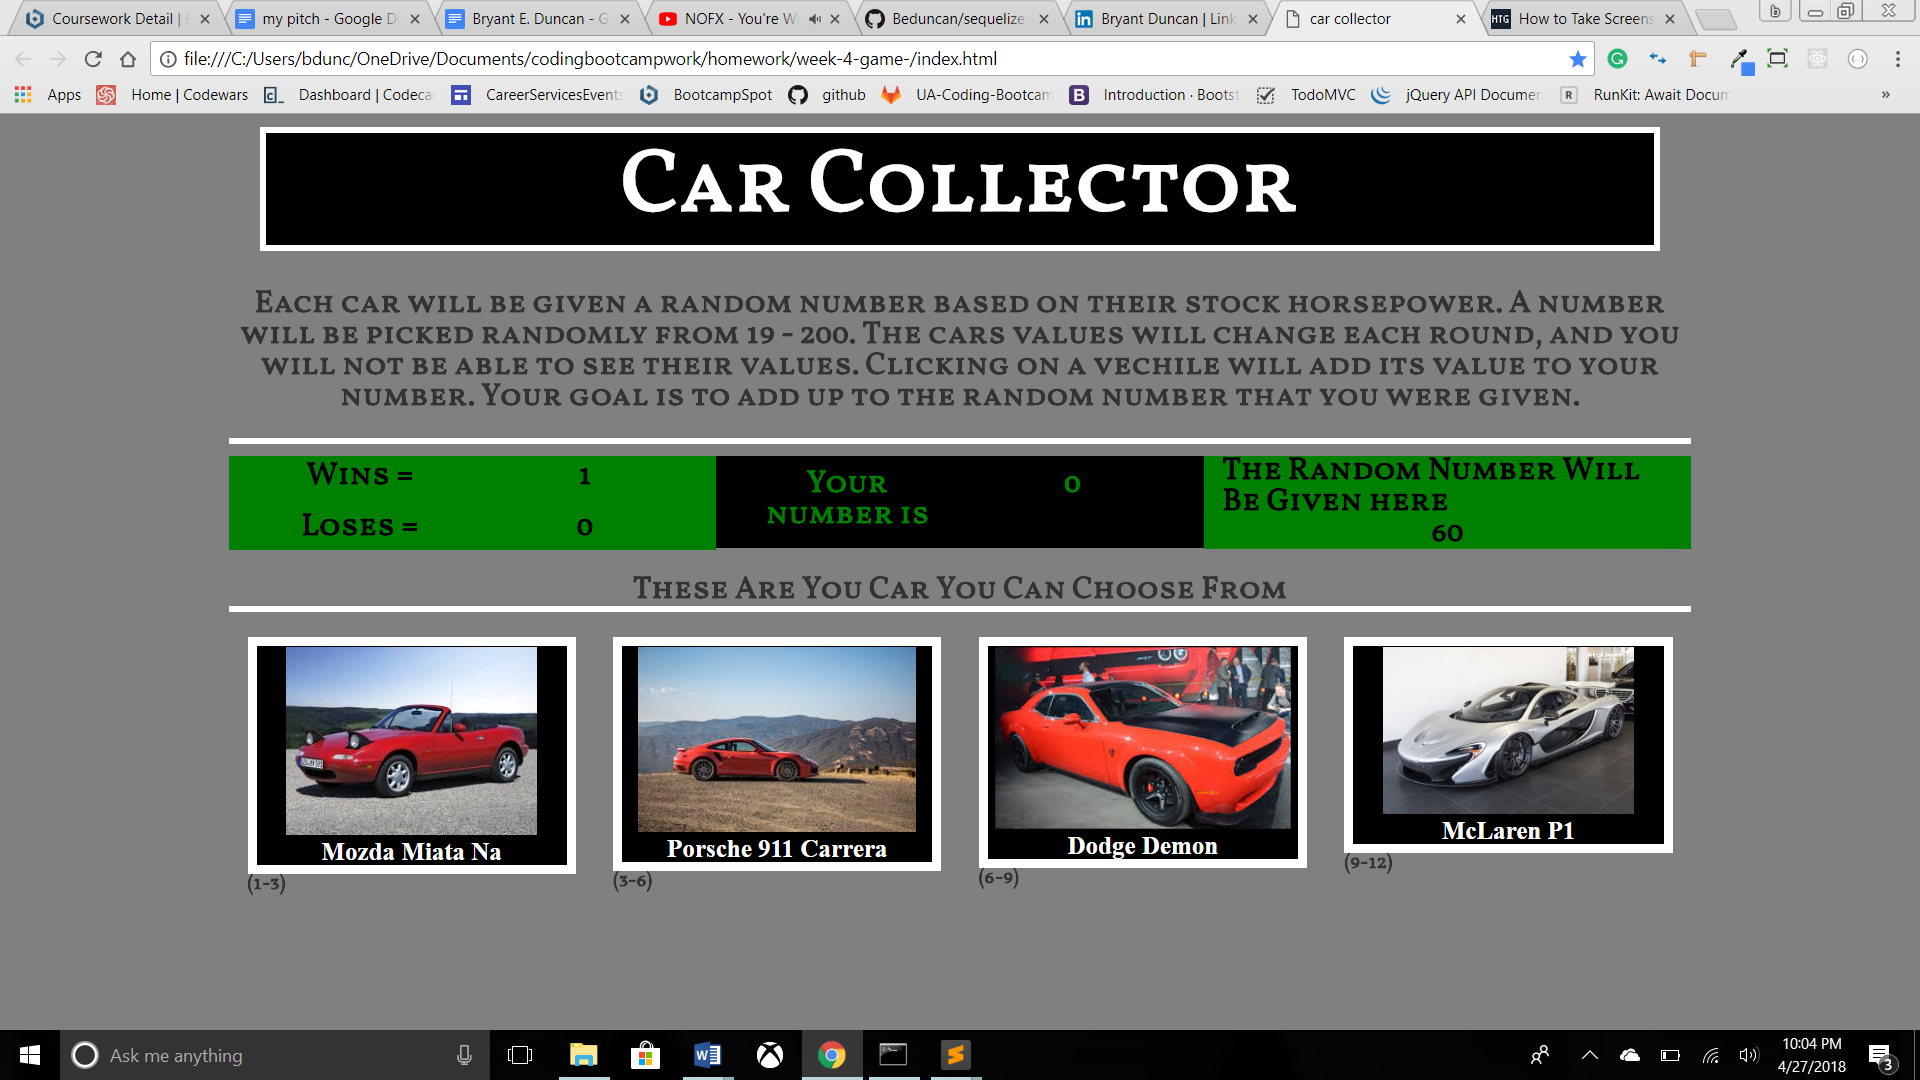 Coursework Detail |
my pitch - Google D
Bryant E. Duncan - G
NOFX - You're W
Beduncan/sequelize
Bryant Duncan | Link
car collector
HTG How to Take Screens
file:///C:/Users/bdunc/OneDrive/Documents/codingbootcampwork/homework/week-4-game-/index.html
Apps
Home | Codewars
Dashboard | Codeca
CareerServicesEvents
BootcampSpot
github
UA-Coding-Bootcam
Introduction · Bootst
TodoMVC
jQuery API Documen
R RunKit: Await Docum
»
Car Collector
Each car will be given a random number based on their stock horsepower. A number
will be picked randomly from 19 - 200. The cars values will change each round, and you
will not be able to see their values. Clicking on a vechile will add its value to your
number. Your goal is to add up to the random number that you were given.
Wins = 1
Loses = 0
Your
number is
0
The Random Number Will
Be Given here
60
These Are You Car You Can Choose From
Mozda Miata Na
(1-3)
Porsche 911 Carrera
(3-6)
Dodge Demon
(6-9)
McLaren P1
(9-12)
Ask me anything
10:04 PM
4/27/2018
3